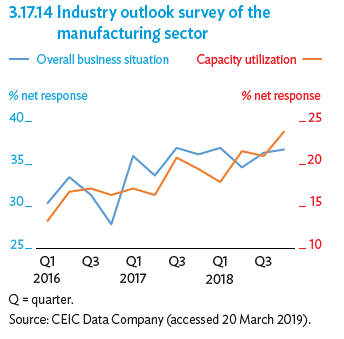 3.17.14 Industry outlook survey of the
manufacturing sector
Overall business situation
Capacity utilization
% net response
% net response
40
25
35
20
30
15
25
10
Q1 Q3 Q1 Q3 Q1 Q3
2016 2017 2018
Q = quarter.
Source: CEIC Data Company (accessed 20 March 2019).